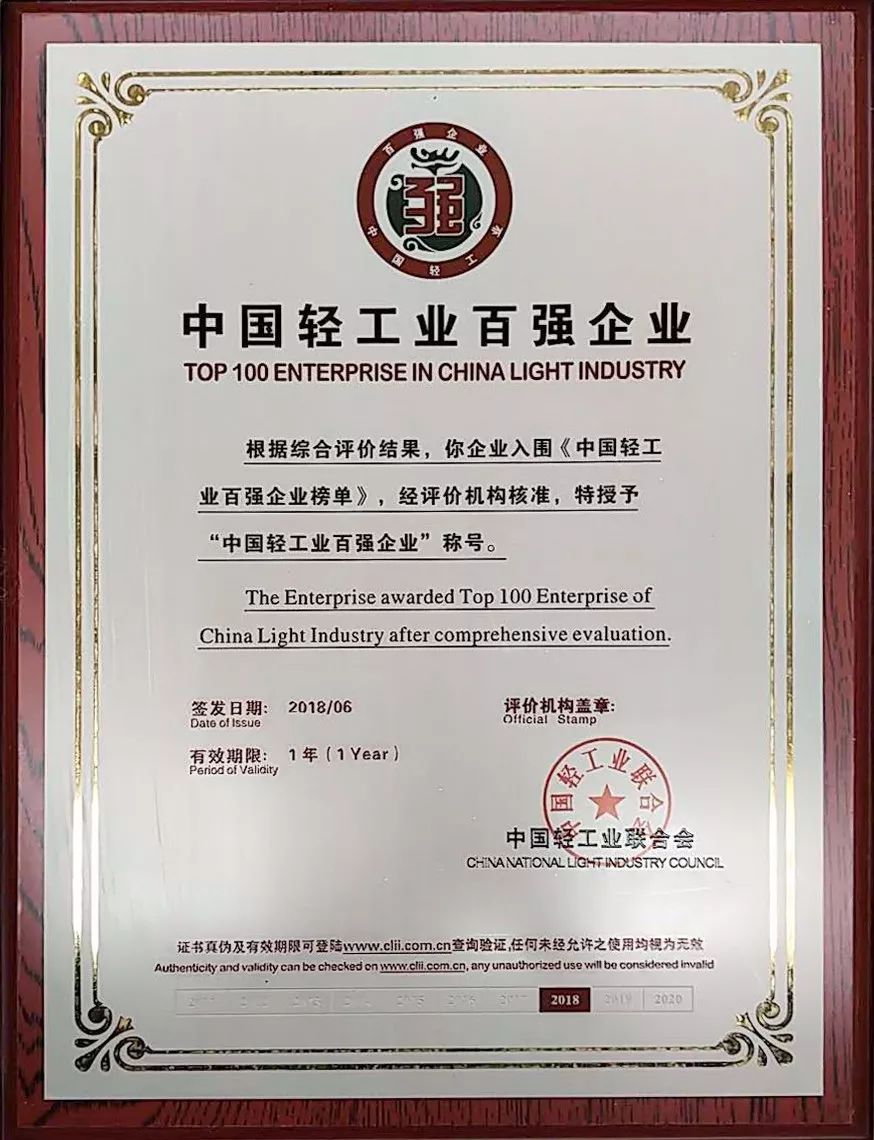 百强企业
强
中国轻工业
中国轻工业百强企业
TOP 100 ENTERPRISE IN CHINA LIGHT INDUSTRY
根据综合评价结果，你企业入围《中国轻工
业百强企业榜单》，经评价机构核准，特授予
“中国轻工业百强企业”称号。
The Enterprise awarded Top 100 Enterprise of
China Light Industry after comprehensive evaluation.
签发日期: 2018/06
Date of Issue
评价机构盖章:
Official Stamp
有效期限: 1年(1 Year)
Period of Validity
中国轻工业联合会
中国轻工业联合会
CHINA NATIONAL LIGHT INDUSTRY COUNCIL
证书真伪及有效期限可登陆www.clii.com.cn查询验证,任何未经允许之使用均视为无效
Authenticity and validity can be checked on www.clii.com.cn, any unauthorized use will be considered invalid
2018 2019 2020